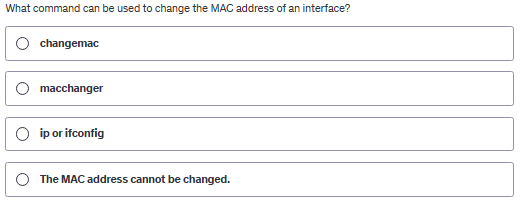 What command can be used to change the MAC address of an interface?
changemac
macchanger
ip or ifconfig
The MAC address cannot be changed.